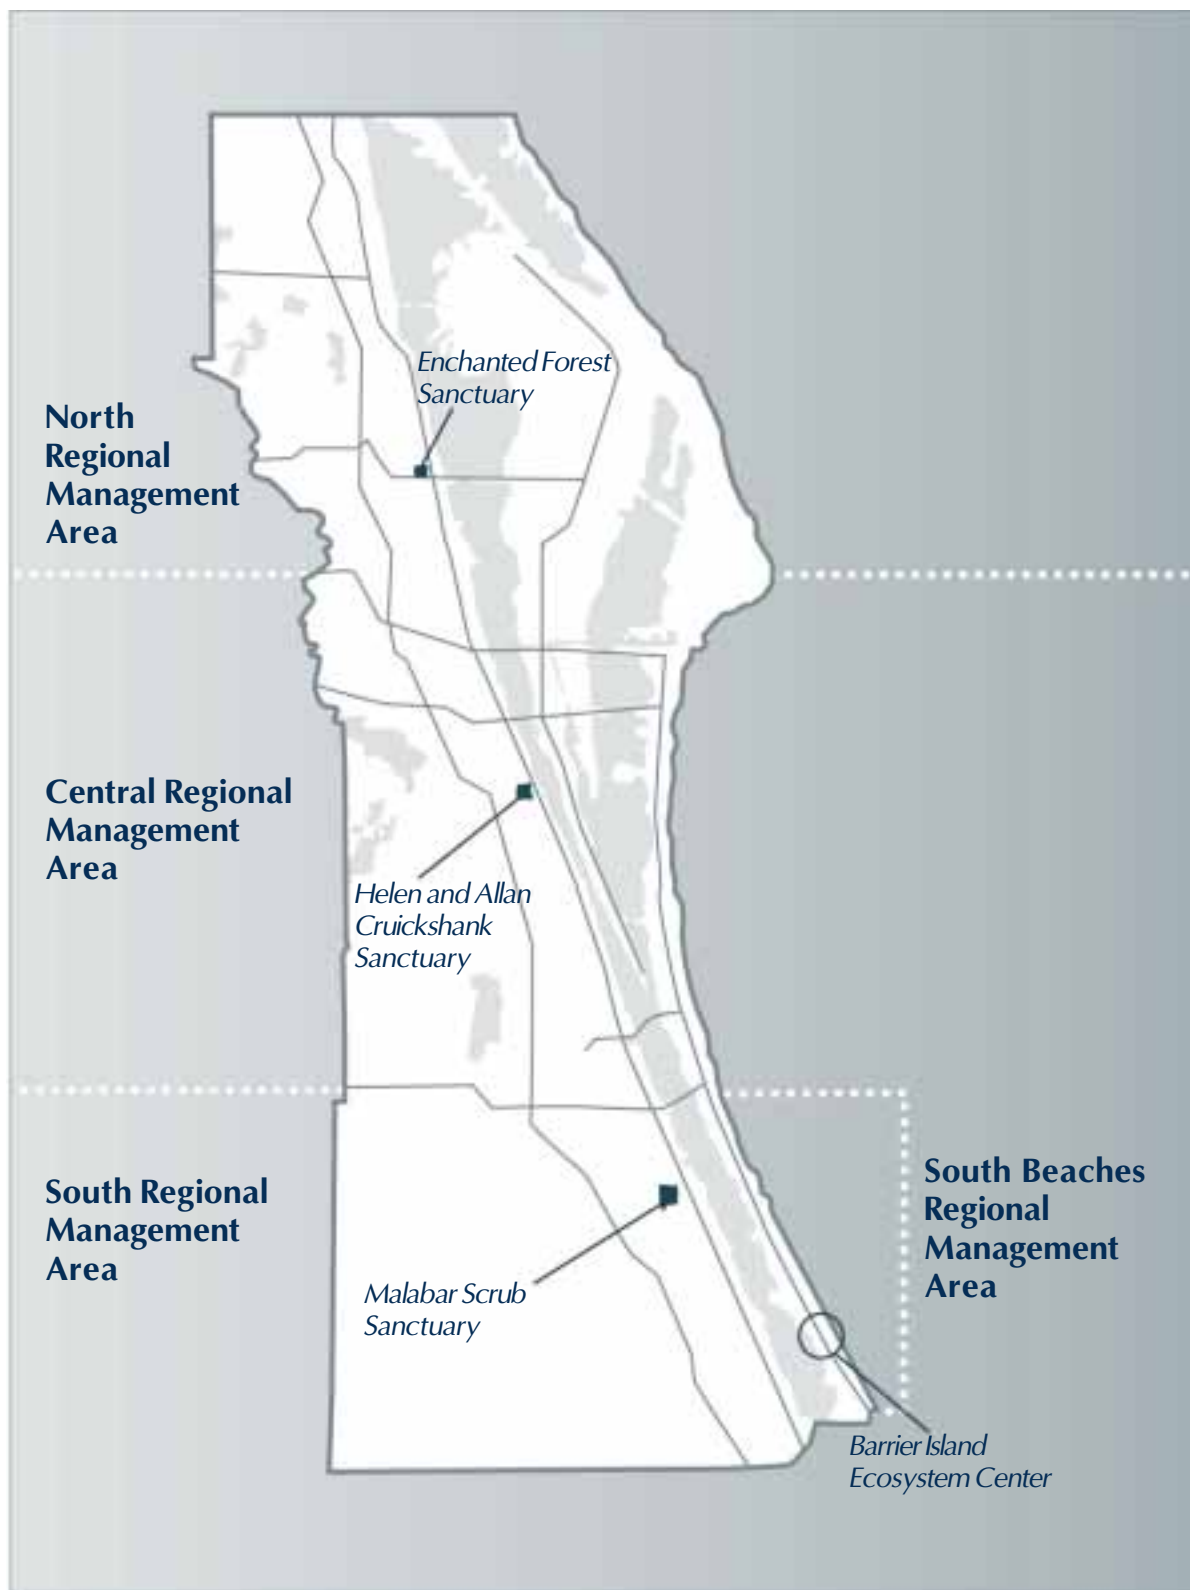 Enchanted Forest
Sanctuary
North
Regional
Management
Area
Central Regional
Management
Area
Helen and Allan
Cruickshank
Sanctuary
South Regional
Management
Area
South Beaches
Regional
Management
Area
Malabar Scrub
Sanctuary
Barrier Island
Ecosystem Center